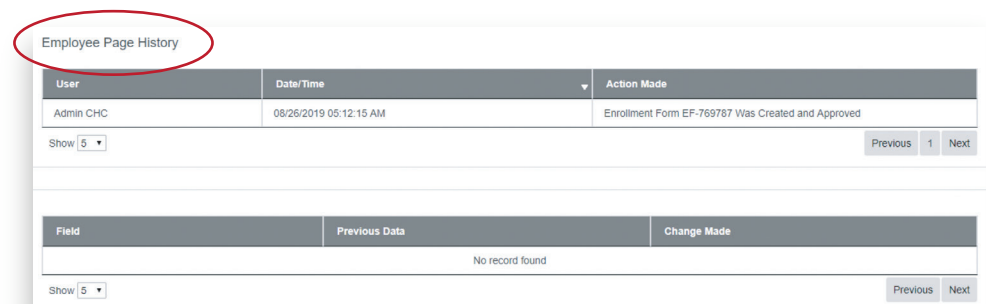 Employee Page History
User Date/Time Action Made
Admin CHC 08/26/2019 05:12:15 AM Enrollment Form EF-769787 Was Created and Approved
Show 5 Previous 1 Next
Field Previous Data Change Made
No record found
Show 5 Previous Next